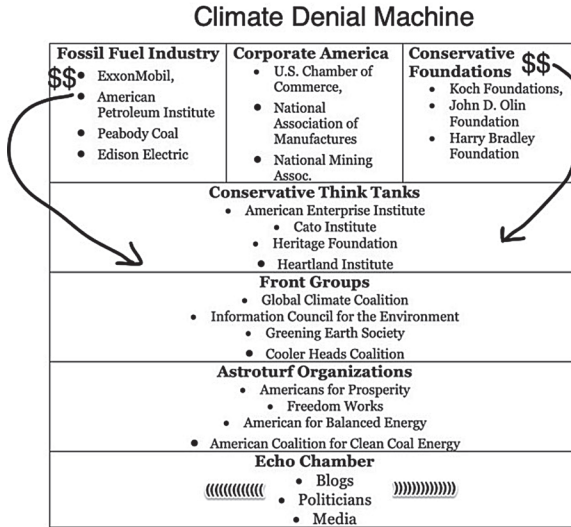 Climate Denial Machine
Fossil Fuel Industry
$$
ExxonMobil,
American
Petroleum Institute
Peabody Coal
Edison Electric
Corporate America
U.S. Chamber of
Commerce,
National
Association of
Manufactures
National Mining
Assoc.
Conservative
Foundations $$
Koch Foundations,
John D. Olin
Foundation
Harry Bradley
Foundation
Conservative Think Tanks
American Enterprise Institute
Cato Institute
Heritage Foundation
Heartland Institute
Front Groups
Global Climate Coalition
Information Council for the Environment
Greening Earth Society
Cooler Heads Coalition
Astroturf Organizations
Americans for Prosperity
Freedom Works
American for Balanced Energy
American Coalition for Clean Coal Energy
Echo Chamber
Blogs
((((((((((((( Politicians )))))))))))))
Media